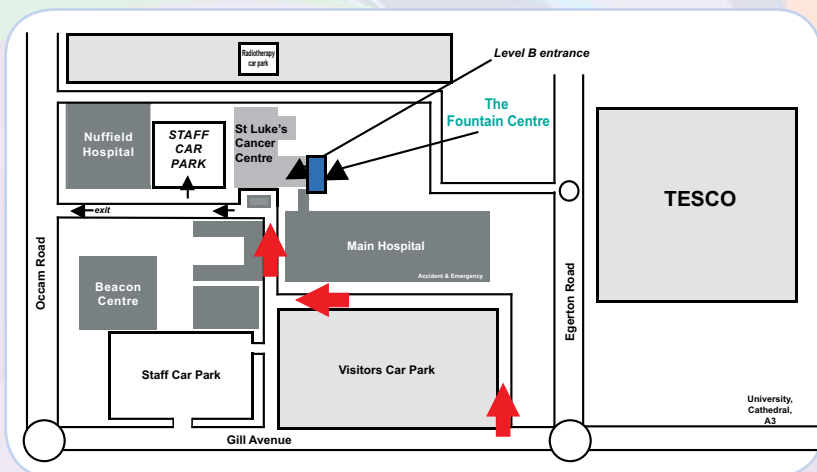 Radiotherapy
car park
Level B entrance
The
Fountain Centre
Nuffield
Hospital
STAFF
CAR
PARK
St Luke's
Cancer
Centre
TESCO
exit
Main Hospital
Accident & Emergency
Occam Road
Beacon
Centre
Egerton Road
Staff Car Park
Visitors Car Park
University,
Cathedral,
A3
Gill Avenue